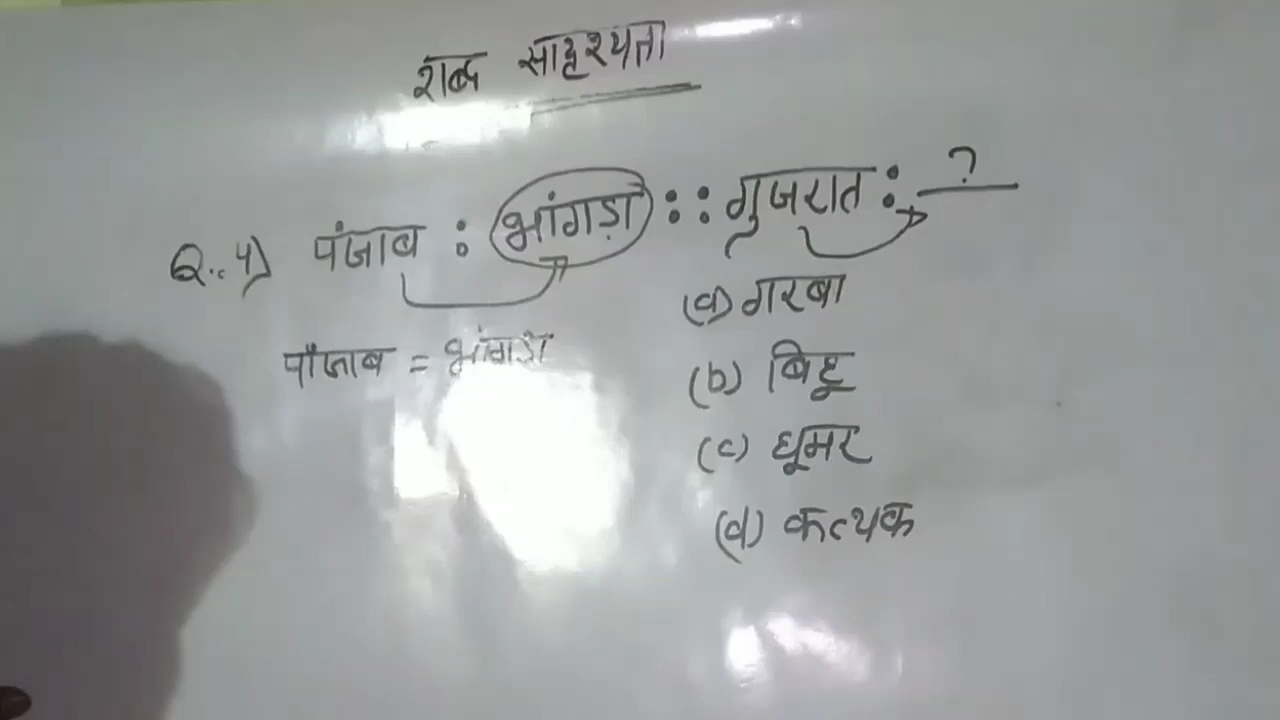 शब्द सादृश्यता
Q.4) पंजाब : भांगड़ा :: गुजरात : ?
(a) गरबा
पंजाब = भांगड़ा
(b) बिहू
(c) घूमर
(d) कत्थक